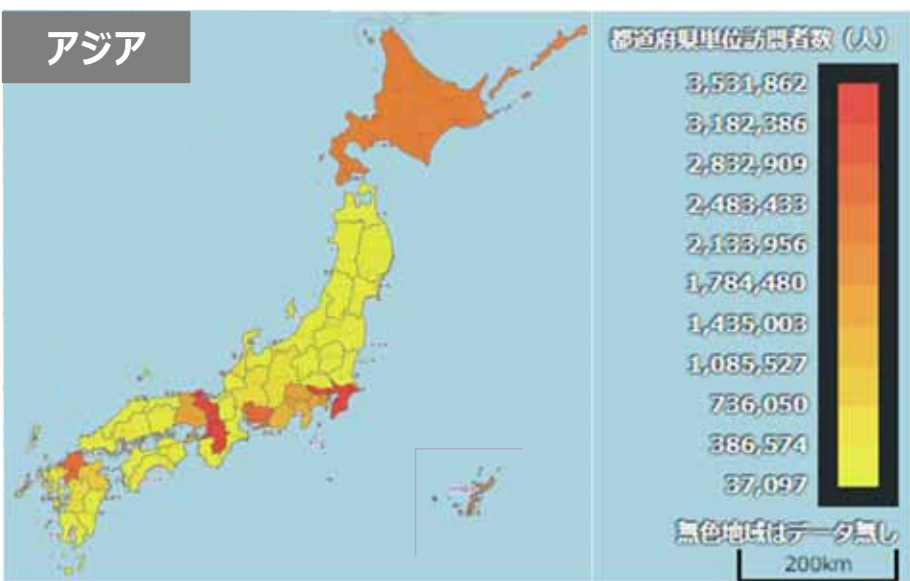 アジア
都道府県単位訪問者数（人）
3,531,862
3,182,386
2,832,909
2,483,433
2,133,956
1,784,480
1,435,003
1,085,527
736,050
386,574
37,097
無色地域はデータ無し
200km